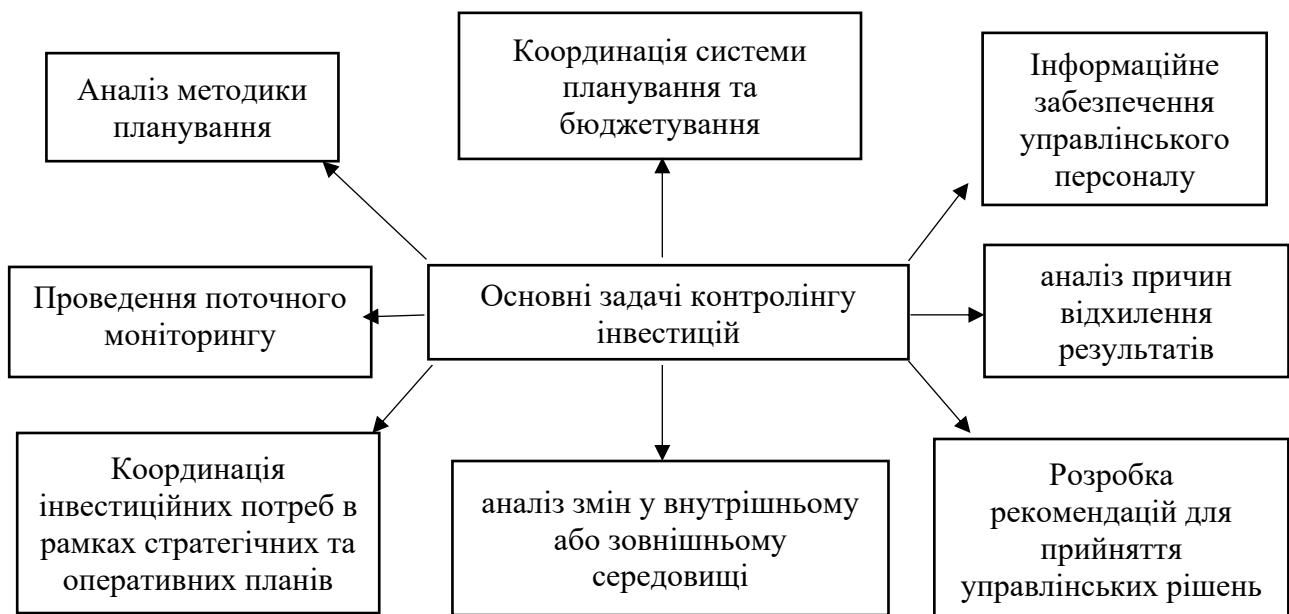 Аналіз методики
планування
Координація системи
планування та
бюджетування
Інформаційне
забезпечення
управлінського
персоналу
Проведення поточного
моніторингу
Основні задачі контролінгу
інвестицій
аналіз причин
відхилення
результатів
Координація
інвестиційних потреб в
рамках стратегічних та
оперативних планів
аналіз змін у внутрішньому
або зовнішньому
середовищі
Розробка
рекомендацій для
прийняття
управлінських рішень